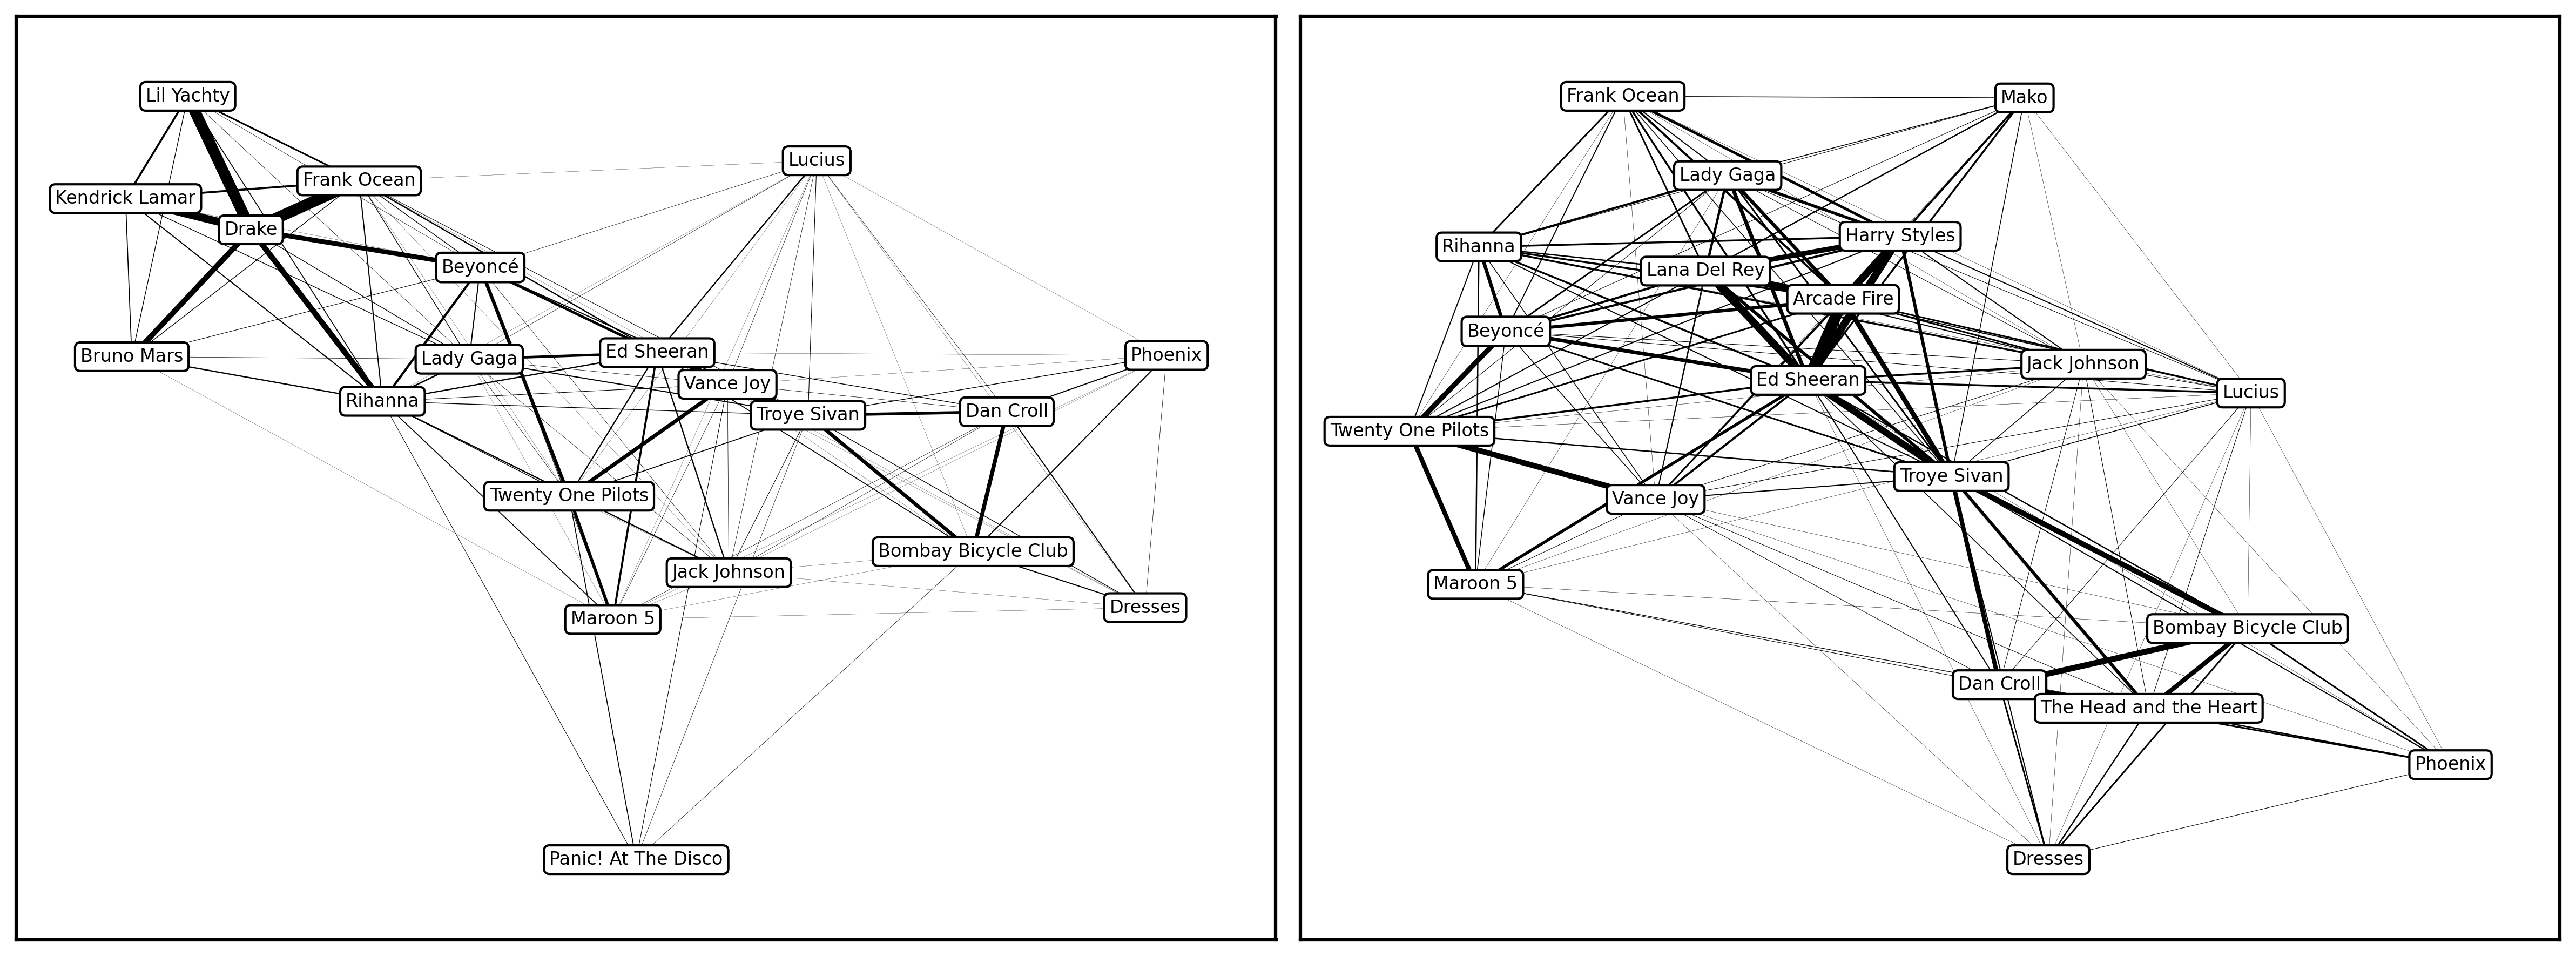 Lil Yachty
Lucius
Frank Ocean
Kendrick Lamar
Drake
Beyoncé
Ed Sheeran
Phoenix
Bruno Mars
Lady Gaga
Vance Joy
Rihanna
Dan Croll
Troye Sivan
Twenty One Pilots
Bombay Bicycle Club
Jack Johnson
Dresses
Maroon 5
Panic! At The Disco
Frank Ocean
Mako
Lady Gaga
Harry Styles
Rihanna
Lana Del Rey
Arcade Fire
Beyoncé
Jack Johnson
Ed Sheeran
Lucius
Twenty One Pilots
Troye Sivan
Vance Joy
Maroon 5
Bombay Bicycle Club
Dan Croll
The Head and the Heart
Phoenix
Dresses